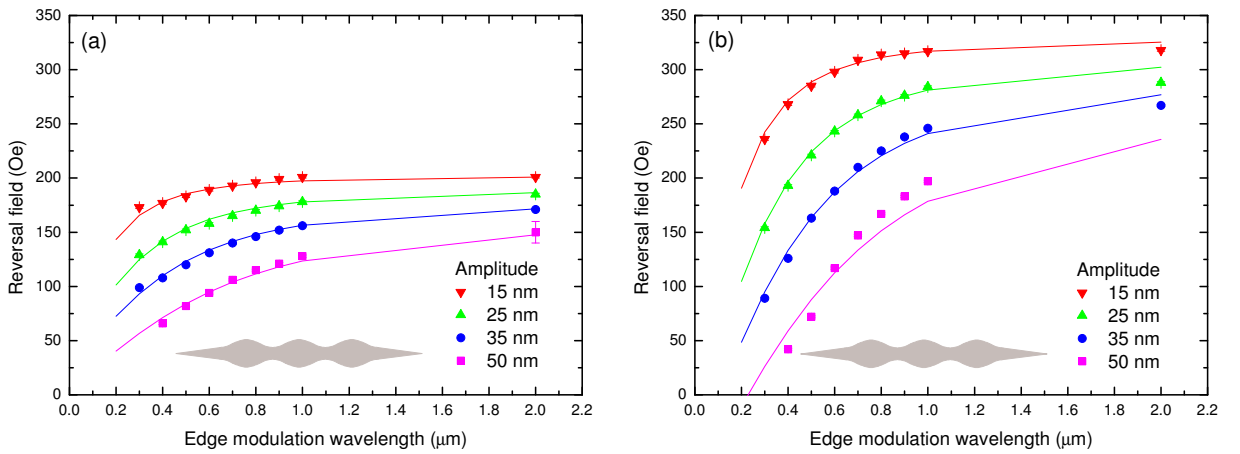 (a)
350
300
250
200
150
100
50
0
Reversal field (Oe)
Amplitude
15 nm
25 nm
35 nm
50 nm
0.0 0.2 0.4 0.6 0.8 1.0 1.2 1.4 1.6 1.8 2.0 2.2
Edge modulation wavelength (μm)
(b)
350
300
250
200
150
100
50
0
Reversal field (Oe)
Amplitude
15 nm
25 nm
35 nm
50 nm
0.0 0.2 0.4 0.6 0.8 1.0 1.2 1.4 1.6 1.8 2.0 2.2
Edge modulation wavelength (μm)